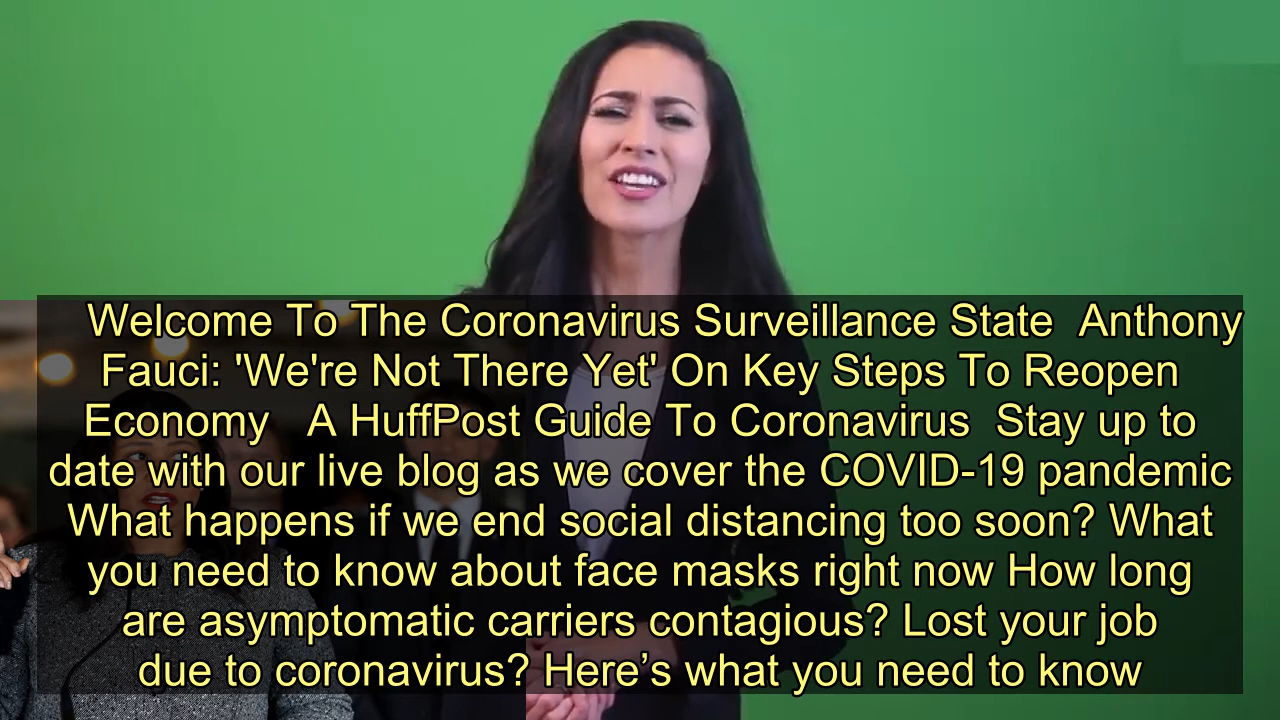 Welcome To The Coronavirus Surveillance State  Anthony
Fauci: 'We're Not There Yet' On Key Steps To Reopen
Economy   A HuffPost Guide To Coronavirus  Stay up to
date with our live blog as we cover the COVID-19 pandemic
What happens if we end social distancing too soon? What
you need to know about face masks right now How long
are asymptomatic carriers contagious? Lost your job
due to coronavirus? Here’s what you need to know